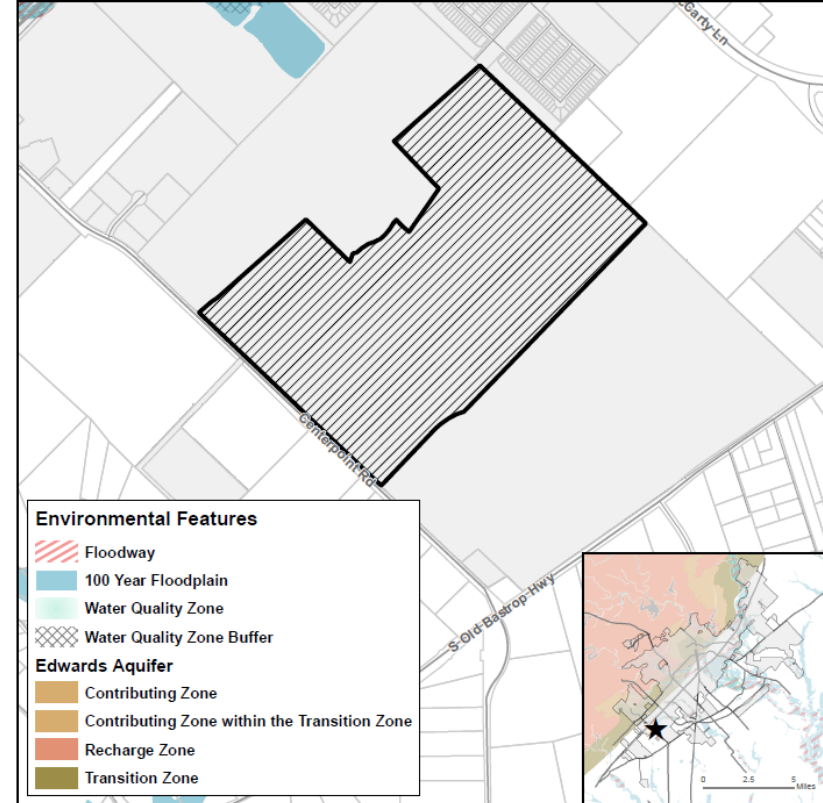 cCarty Ln
Centerpoint Rd
S Old Bastrop Hwy
Environmental Features
Floodway
100 Year Floodplain
Water Quality Zone
Water Quality Zone Buffer
Edwards Aquifer
Contributing Zone
Contributing Zone within the Transition Zone
Recharge Zone
Transition Zone
0 2.5 5
Miles